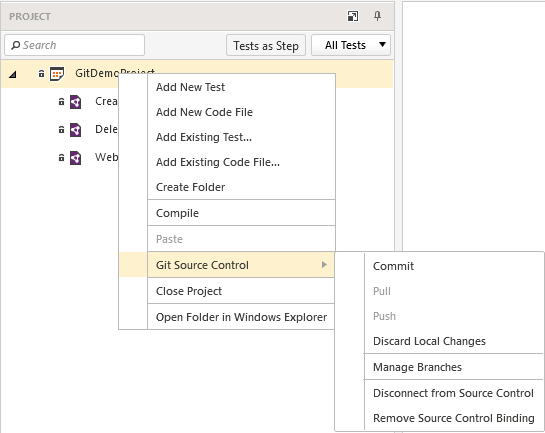 PROJECT
Search
Tests as Step
All Tests
GitDemoProject
Crea
Dele
Web
Add New Test
Add New Code File
Add Existing Test...
Add Existing Code File...
Create Folder
Compile
Paste
Git Source Control
Close Project
Open Folder in Windows Explorer
Commit
Pull
Push
Discard Local Changes
Manage Branches
Disconnect from Source Control
Remove Source Control Binding